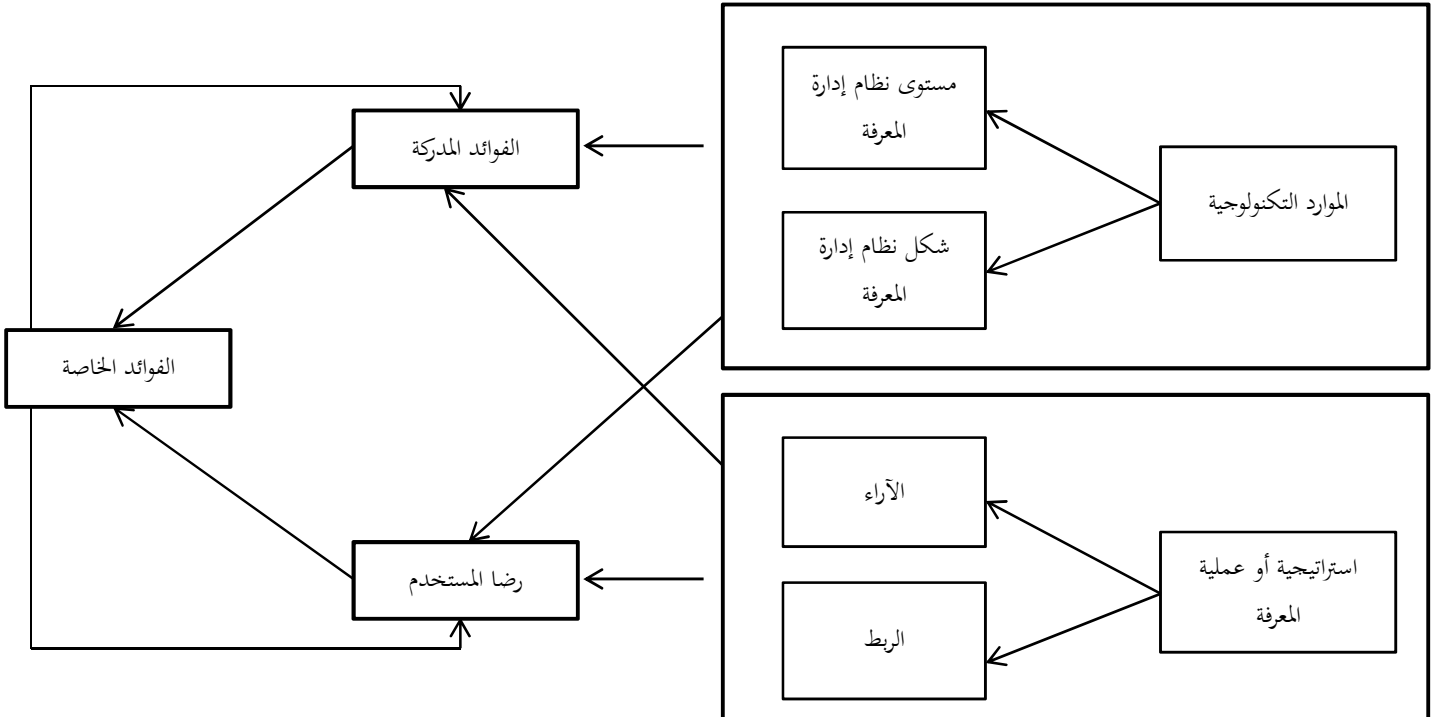 مستوى نظام إدارة
المعرفة
الموارد التكنولوجية
شكل نظام إدارة
المعرفة
الفوائد المدركة
الفوائد الخاصة
الآراء
استراتيجية أو عملية
المعرفة
الربط
رضا المستخدم